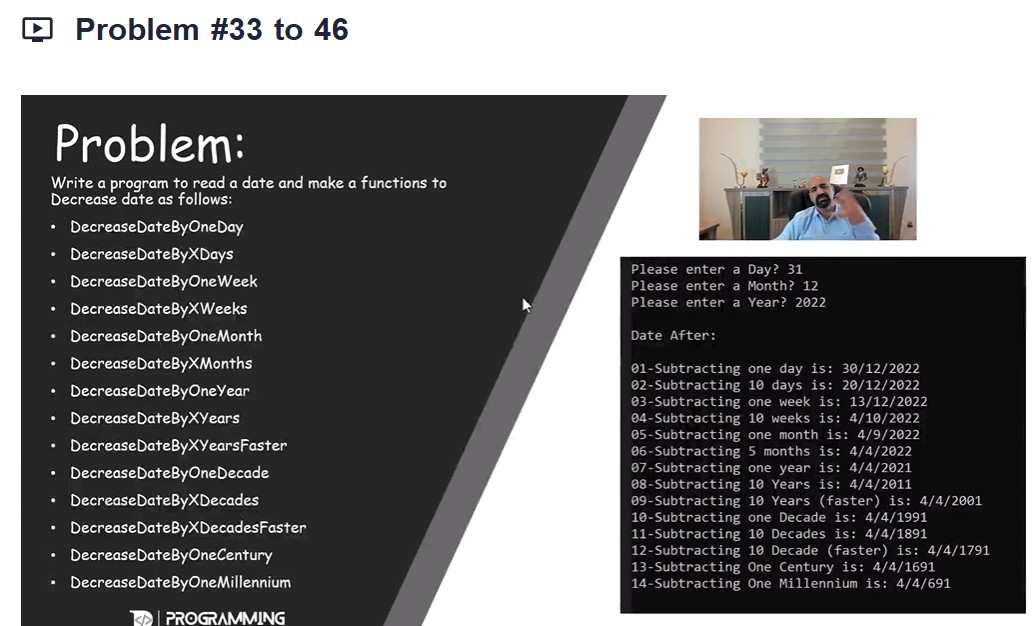 Problem #33 to 46
Problem:
Write a program to read a date and make a functions to
Decrease date as follows:
• DecreaseDateByOneDay
• DecreaseDateByXDays
• DecreaseDateByOneWeek
• DecreaseDateByXWeeks
• DecreaseDateByOneMonth
• DecreaseDateByXMonths
• DecreaseDateByOneYear
• DecreaseDateByXYears
• DecreaseDateByXYearsFaster
• DecreaseDateByOneDecade
• DecreaseDateByXDecades
• DecreaseDateByXDecadesFaster
• DecreaseDateByOneCentury
• DecreaseDateByOneMillennium
PROGRAMMING
Please enter a Day? 31
Please enter a Month? 12
Please enter a Year? 2022
Date After:
01-Subtracting one day is: 30/12/2022
02-Subtracting 10 days is: 20/12/2022
03-Subtracting one week is: 13/12/2022
04-Subtracting 10 weeks is: 4/10/2022
05-Subtracting one month is: 4/9/2022
06-Subtracting 5 months is: 4/4/2022
07-Subtracting one year is: 4/4/2021
08-Subtracting 10 Years is: 4/4/2011
09-Subtracting 10 Years (faster) is: 4/4/2001
10-Subtracting one Decade is: 4/4/1991
11-Subtracting 10 Decades is: 4/4/1891
12-Subtracting 10 Decade (faster) is: 4/4/1791
13-Subtracting One Century is: 4/4/1691
14-Subtracting One Millennium is: 4/4/691